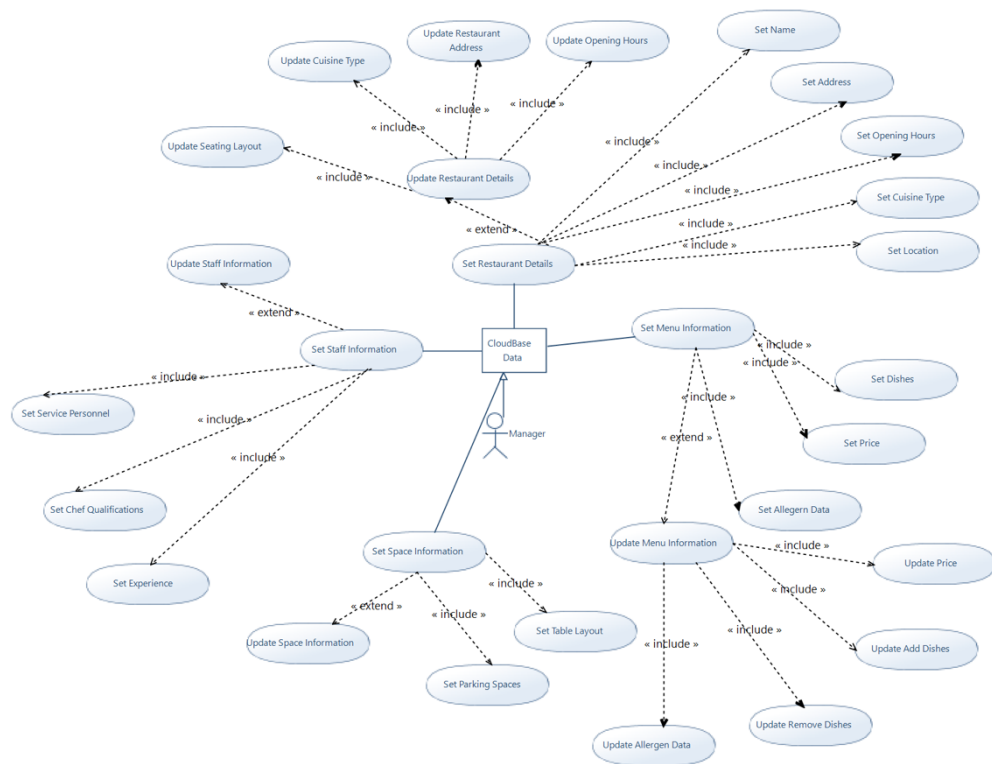 Set Name
Update Restaurant
Address
Update Opening Hours
Update Cuisine Type
Set Address
« include »
« include »
« include »
« include »
Set Opening Hours
Update Seating Layout
« include »
« include »
Update Restaurant Details
« include »
Set Cuisine Type
« extend »
« include »
« include »
Set Location
Update Staff Information
Set Restaurant Details
« extend »
Set Menu Information
CloudBase
Data
Set Staff Information
« include »
« include »
« include »
Set Dishes
« include »
Set Service Personnel
« include »
Manager
« extend »
Set Price
« include »
Set Chef Qualifications
Set Allegern Data
Set Space Information
Update Menu Information
« include »
Update Price
Set Experience
« include »
« include »
« extend »
« include »
« include »
Set Table Layout
Update Space Information
« include »
Update Add Dishes
Set Parking Spaces
Update Remove Dishes
Update Allergen Data